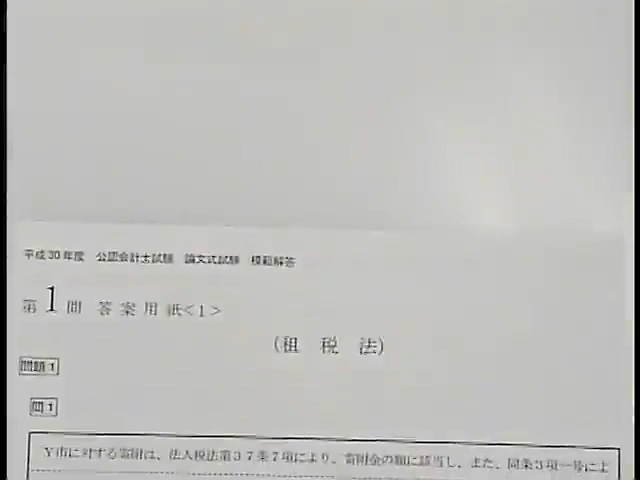 平成30年度 公認会計士試験 論文式試験 模範解答
第1問 答案用紙<1>
(租税法)
問題1
問1
Y市に対する寄附は、法人税法第37条7項により、寄附金の額に該当し、また、同条3項一号によ